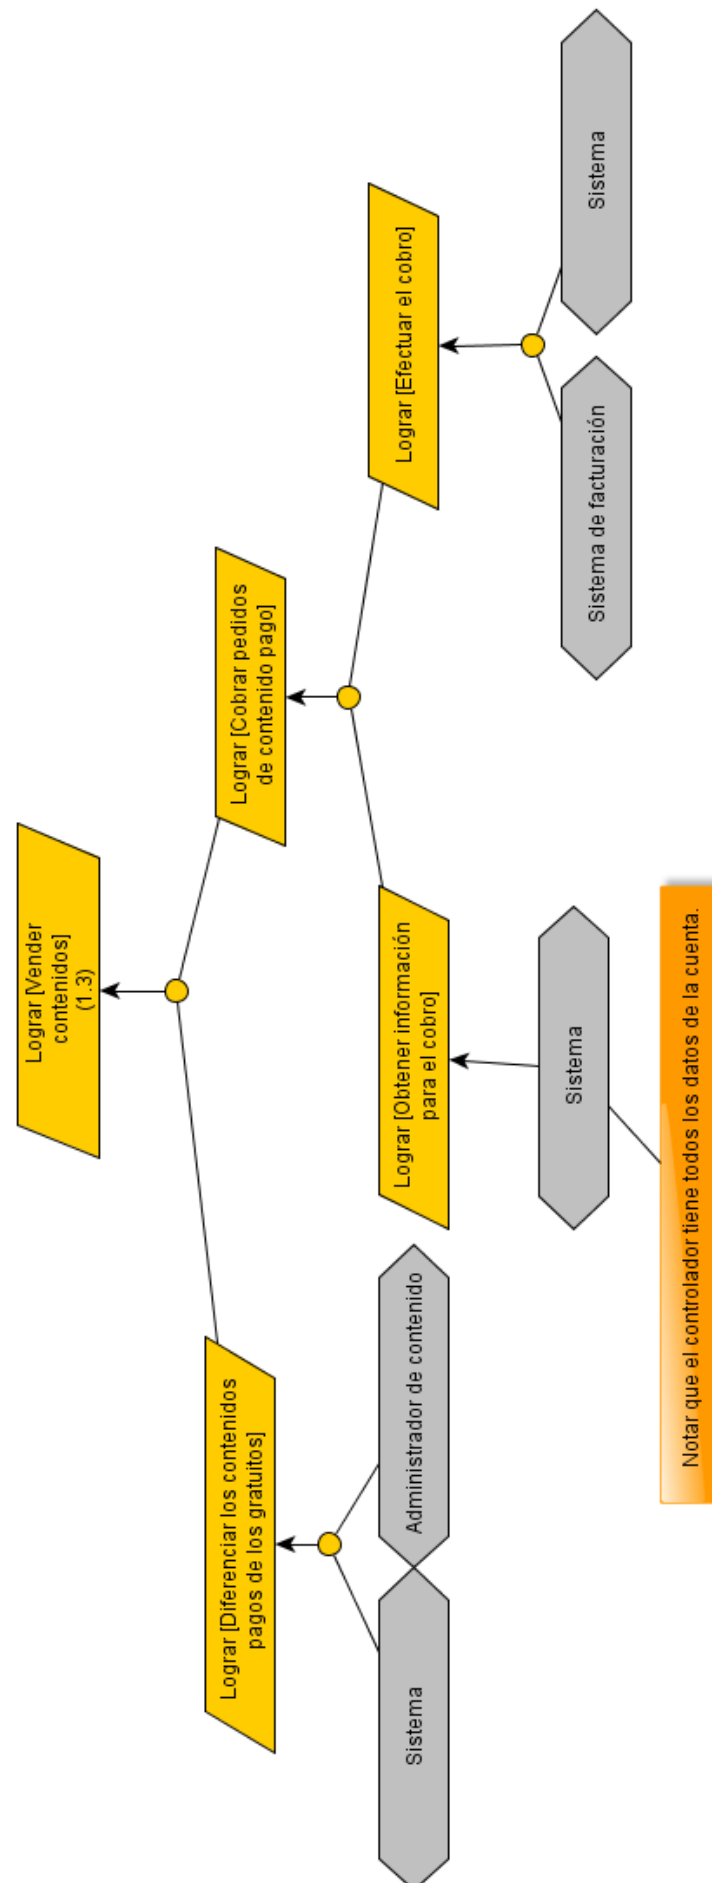 Lograr [Vender
contenidos]
(1.3)
Lograr [Diferenciar los contenidos
pagos de los gratuitos]
Lograr [Cobrar pedidos
de contenido pago]
Sistema
Administrador de contenido
Lograr [Obtener información
para el cobro]
Lograr [Efectuar el cobro]
Sistema
Sistema de facturación
Sistema
Notar que el controlador tiene todos los datos de la cuenta.